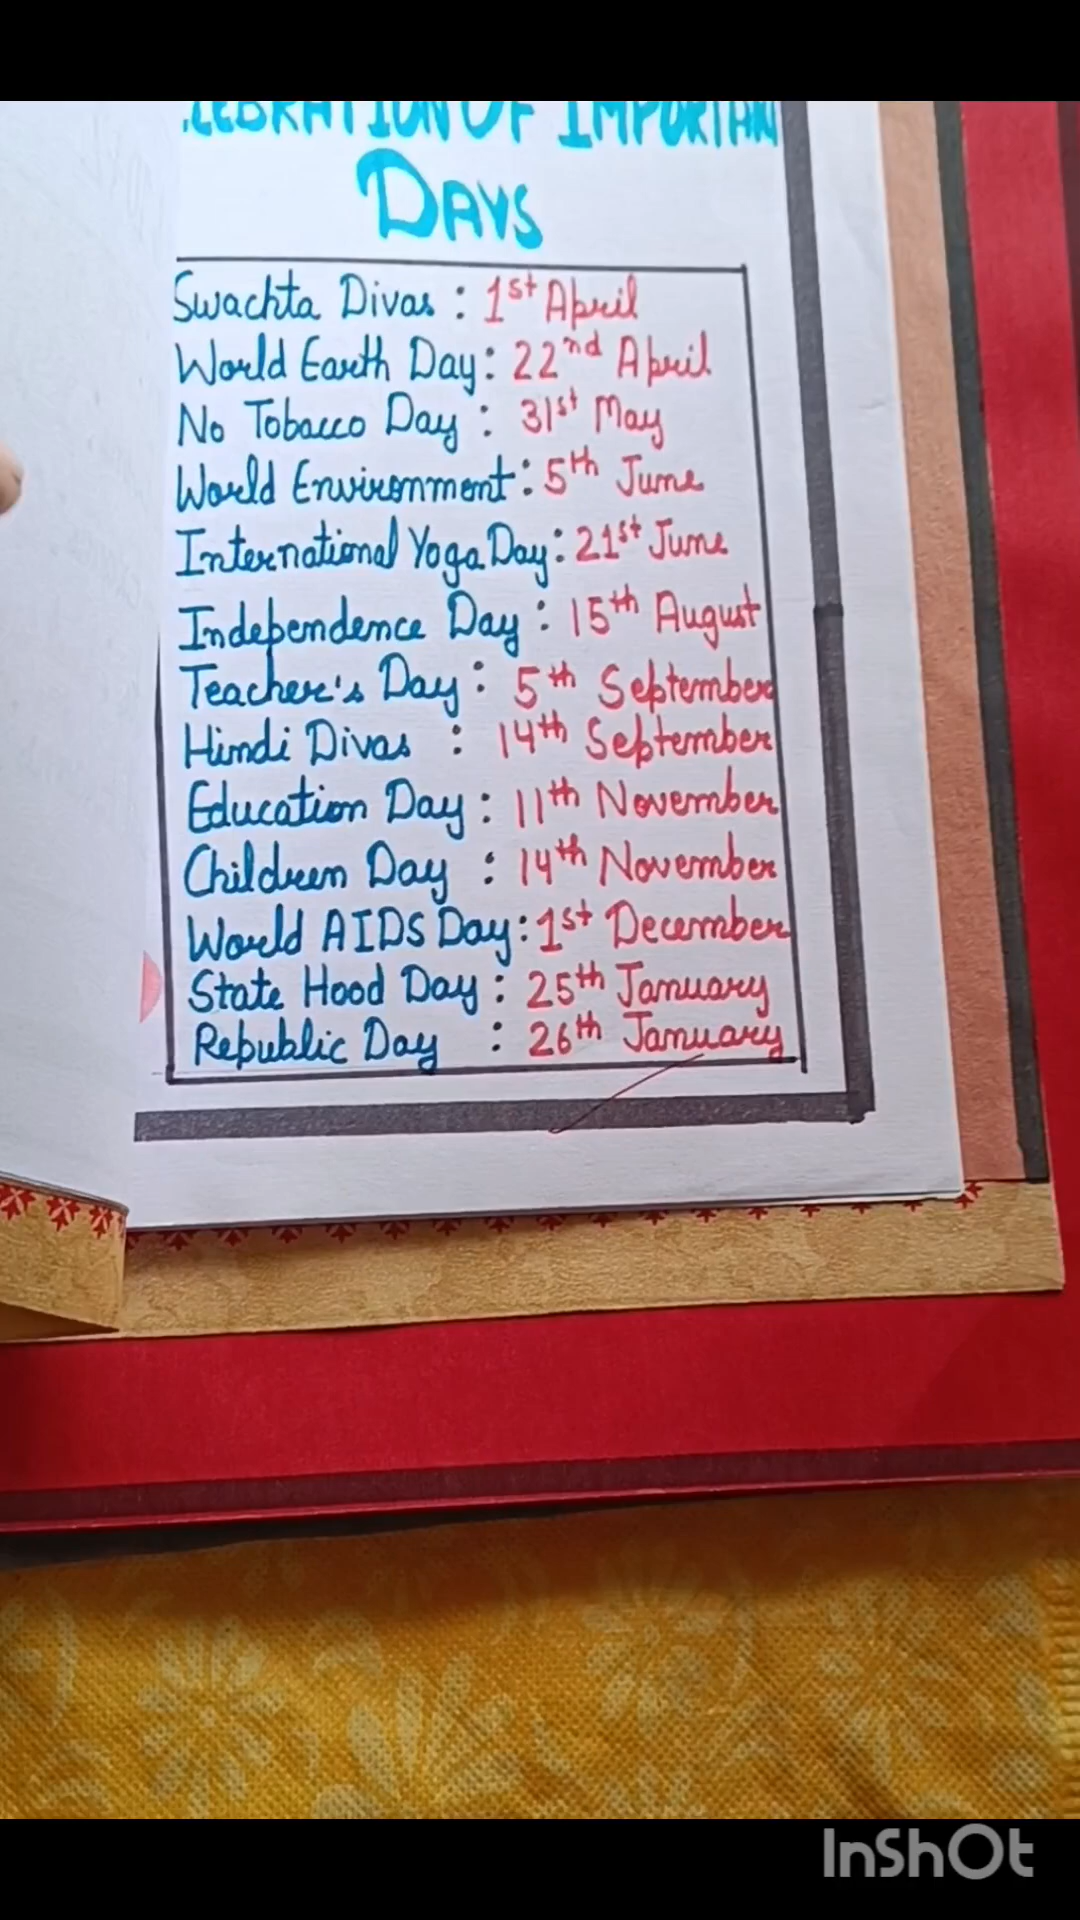 CELEBRATION OF IMPORTANT
DAYS
Swachta Divas : 1st April
World Earth Day : 22nd April
No Tobacco Day : 31st May
World Environment : 5th June
International Yoga Day : 21st June
Independence Day : 15th August
Teacher's Day : 5th September
Hindi Divas : 14th September
Education Day : 11th November
Children Day : 14th November
World AIDS Day : 1st December
State Hood Day : 25th January
Republic Day : 26th January
InShOt